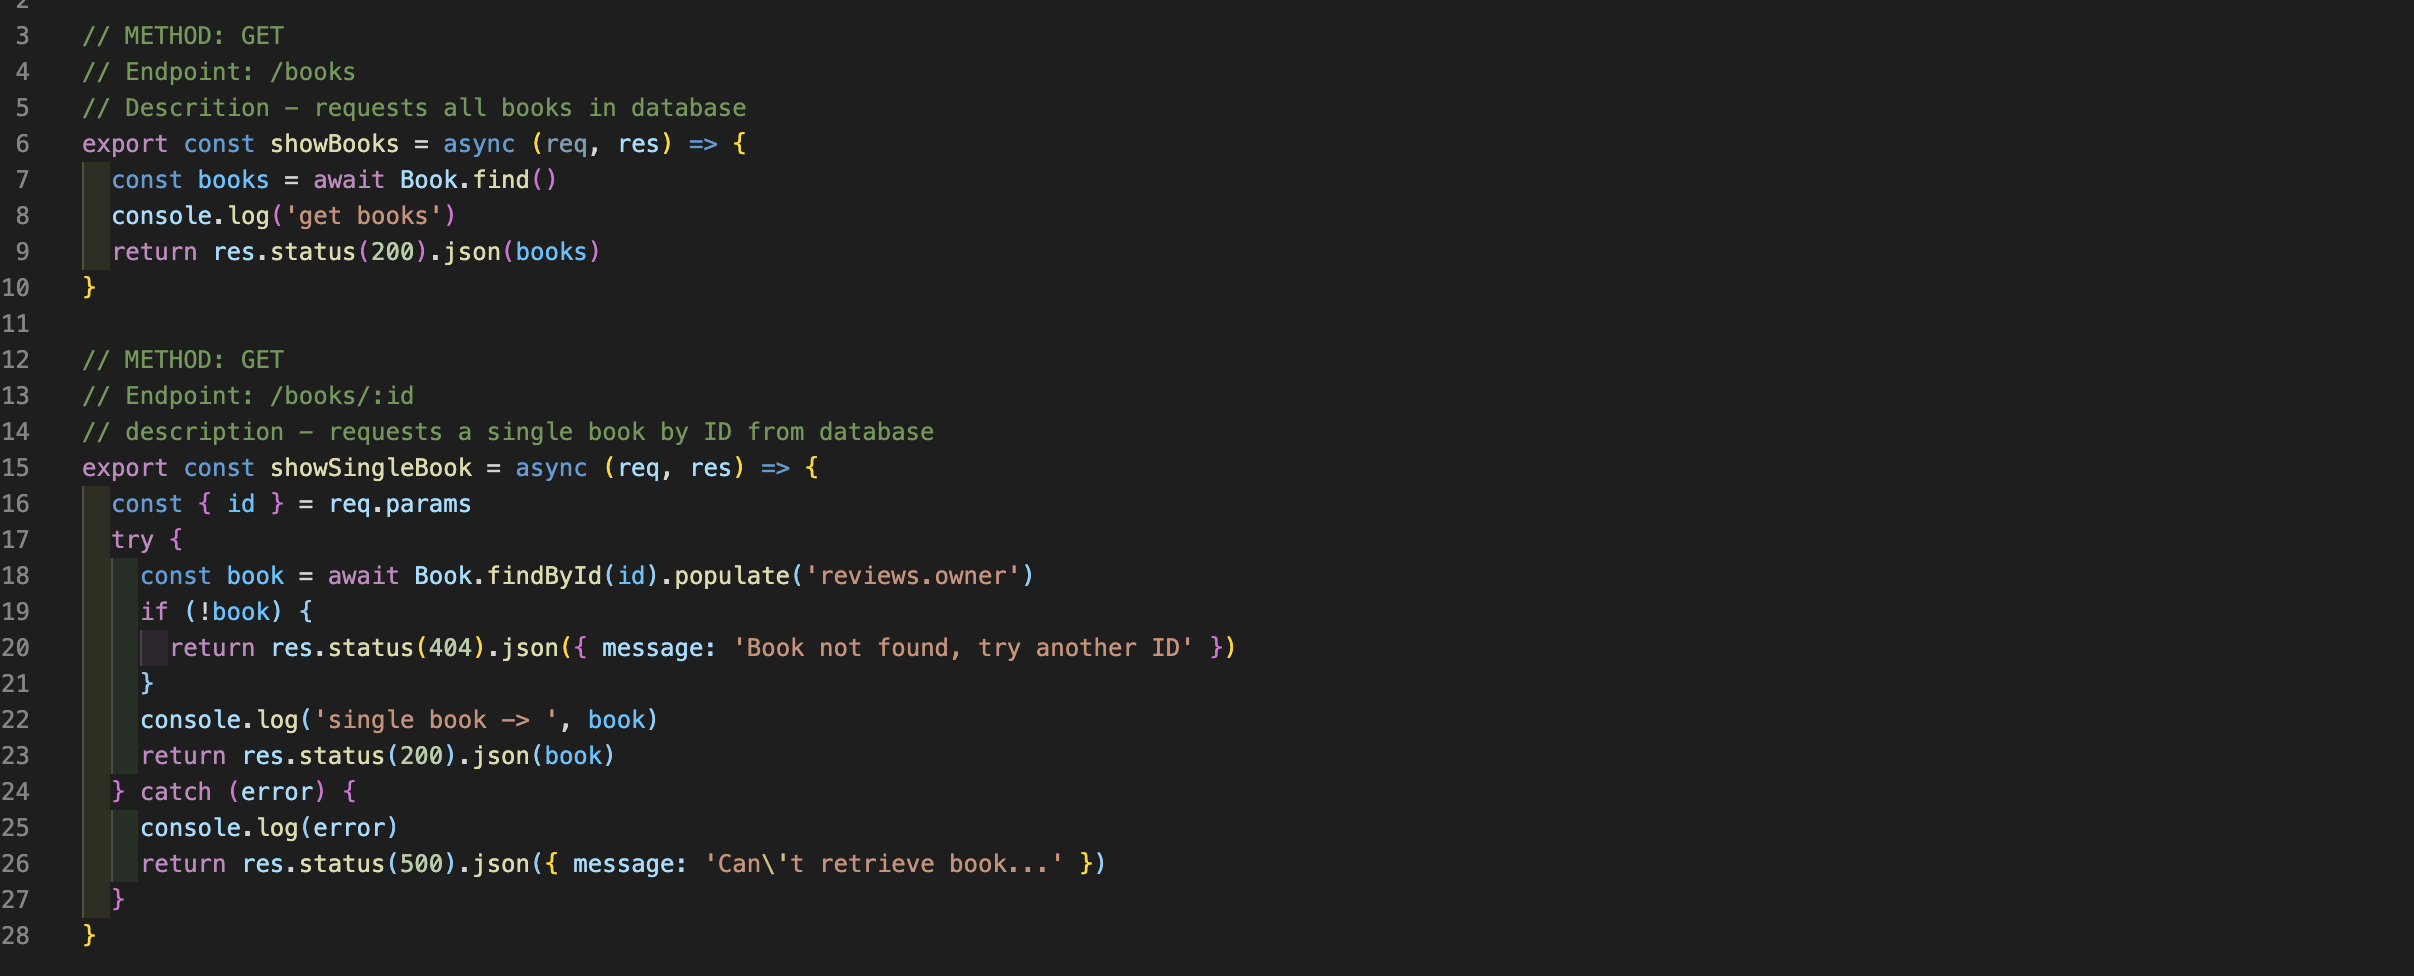 2
3 // METHOD: GET
4 // Endpoint: /books
5 // Descrition – requests all books in database
6 export const showBooks = async (req, res) => {
7   const books = await Book.find()
8   console.log('get books')
9   return res.status(200).json(books)
10 }
11
12 // METHOD: GET
13 // Endpoint: /books/:id
14 // description – requests a single book by ID from database
15 export const showSingleBook = async (req, res) => {
16   const { id } = req.params
17   try {
18     const book = await Book.findById(id).populate('reviews.owner')
19     if (!book) {
20       return res.status(404).json({ message: 'Book not found, try another ID' })
21     }
22     console.log('single book –> ', book)
23     return res.status(200).json(book)
24   } catch (error) {
25     console.log(error)
26     return res.status(500).json({ message: 'Can\'t retrieve book...' })
27   }
28 }